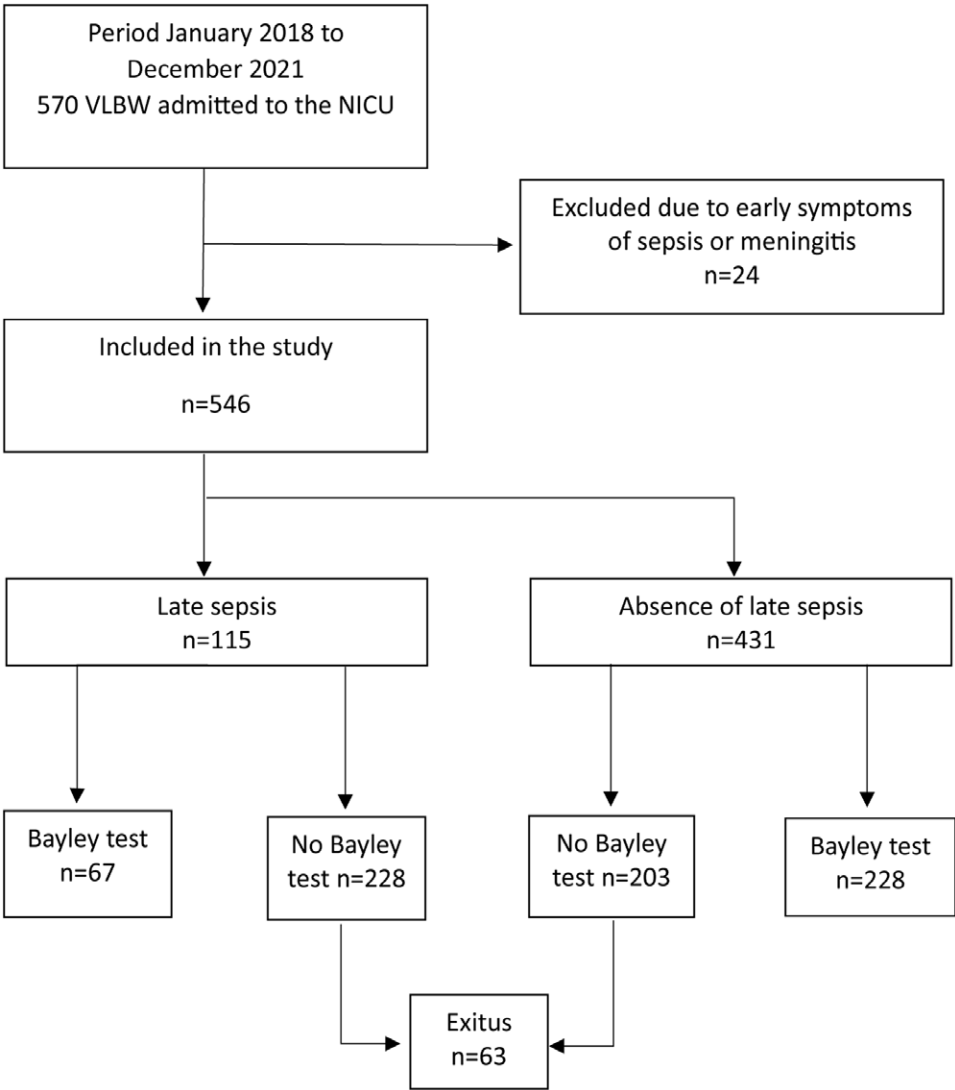 Period January 2018 to
December 2021
570 VLBW admitted to the NICU
Excluded due to early symptoms
of sepsis or meningitis
n=24
Included in the study
n=546
Late sepsis
n=115
Absence of late sepsis
n=431
Bayley test
n=67
No Bayley
test n=228
No Bayley
test n=203
Bayley test
n=228
Exitus
n=63